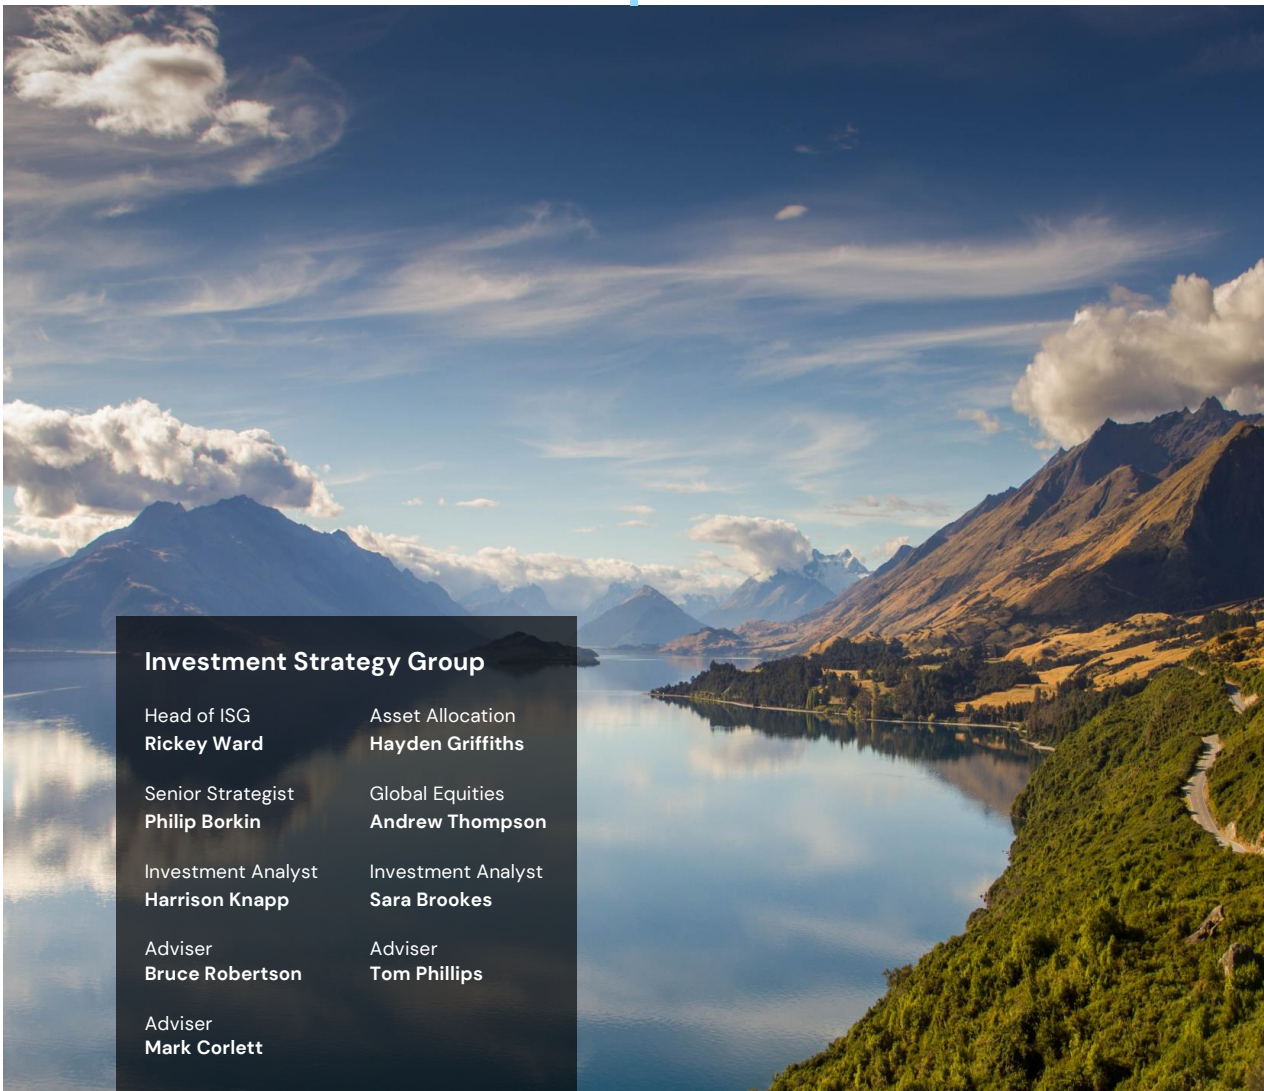 Investment Strategy Group
Head of ISG
Rickey Ward
Asset Allocation
Hayden Griffiths
Senior Strategist
Philip Borkin
Global Equities
Andrew Thompson
Investment Analyst
Harrison Knapp
Investment Analyst
Sara Brookes
Adviser
Bruce Robertson
Adviser
Tom Phillips
Adviser
Mark Corlett